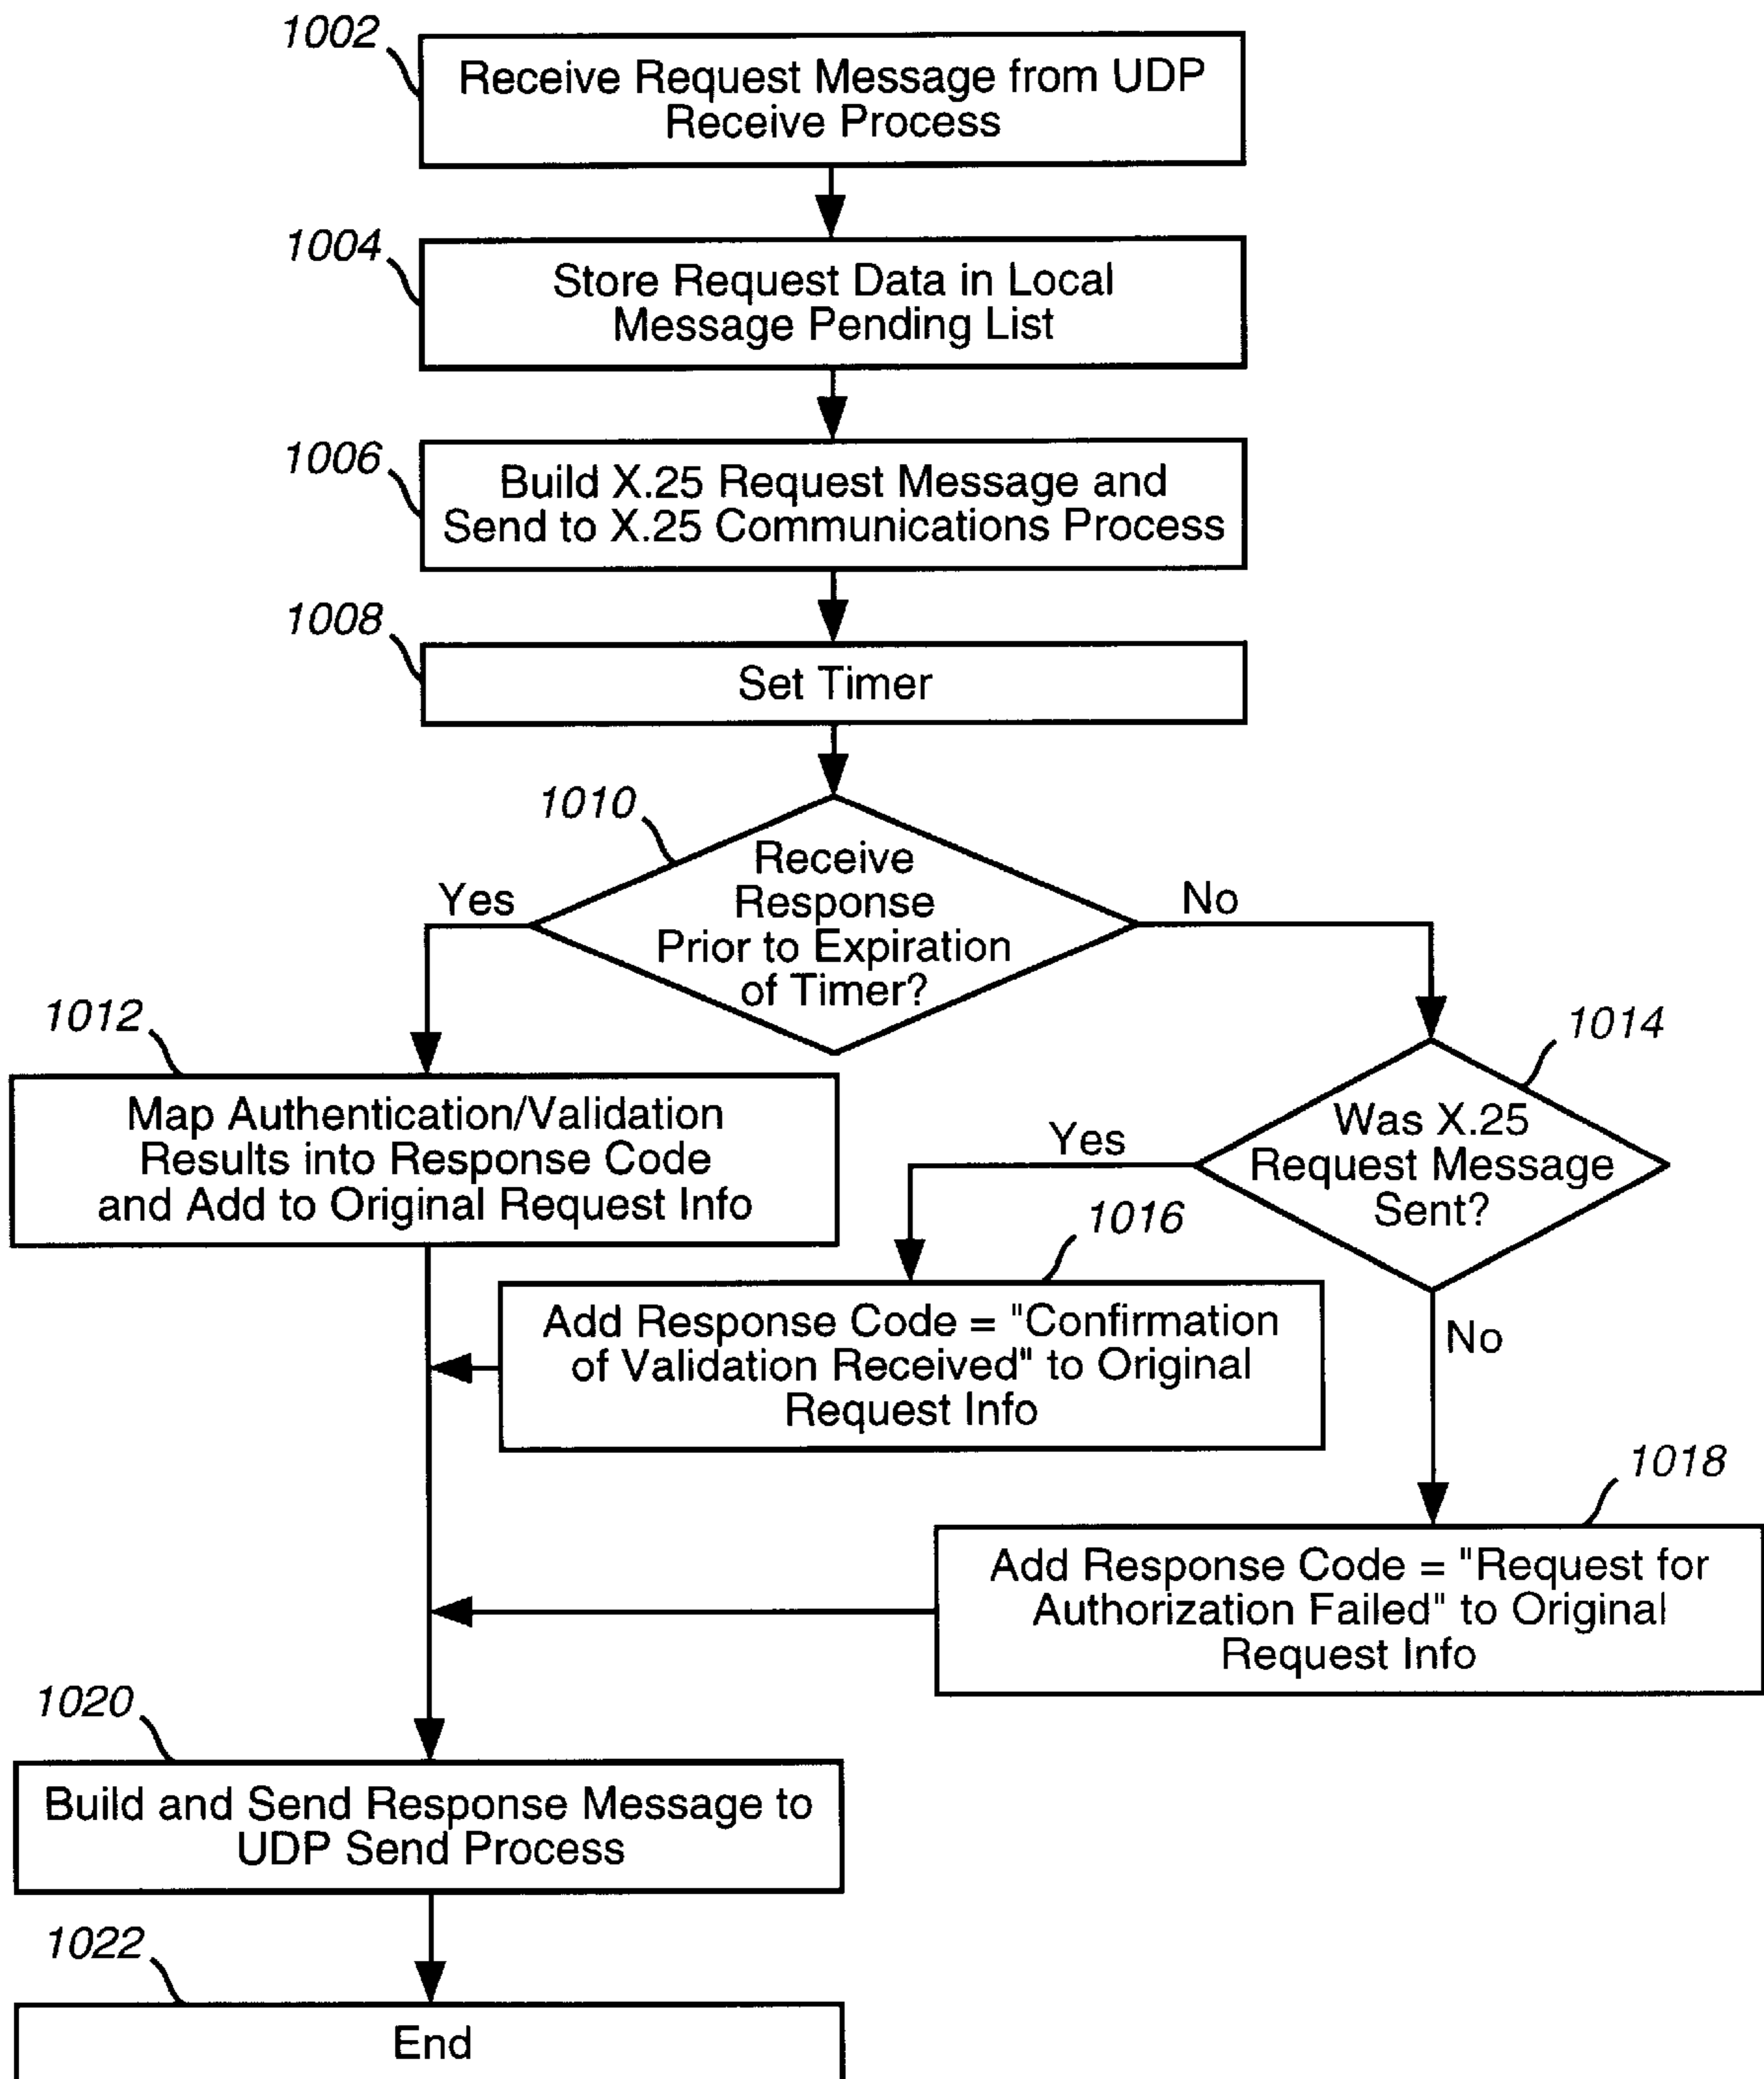 1002
Receive Request Message from UDP
Receive Process
1004
Store Request Data in Local
Message Pending List
1006
Build X.25 Request Message and
Send to X.25 Communications Process
1008
Set Timer
1010
Receive
Response
Prior to Expiration
of Timer?
Yes
No
1012
Map Authentication/Validation
Results into Response Code
and Add to Original Request Info
1014
Was X.25
Request Message
Sent?
Yes
No
1016
Add Response Code = "Confirmation
of Validation Received" to Original
Request Info
1018
Add Response Code = "Request for
Authorization Failed" to Original
Request Info
1020
Build and Send Response Message to
UDP Send Process
1022
End